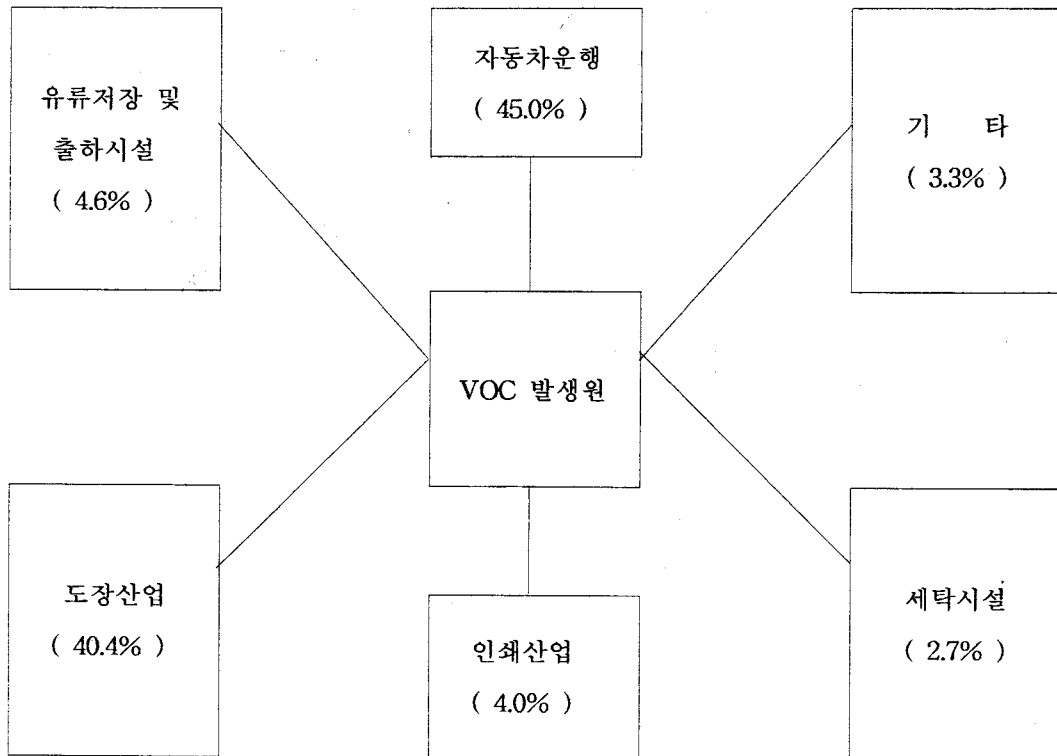 유류저장 및
출하시설
( 4.6% )
자동차운행
( 45.0% )
기 타
( 3.3% )
VOC 발생원
도장산업
( 40.4% )
인쇄산업
( 4.0% )
세탁시설
( 2.7% )